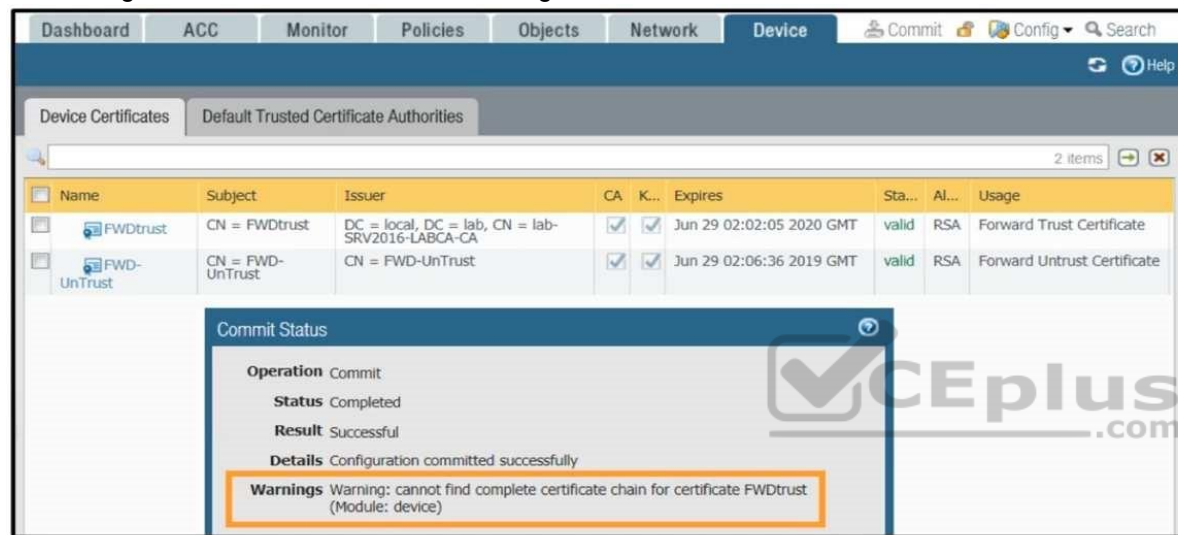 Dashboard ACC Monitor Policies Objects Network Device Commit Config Search
Help
Device Certificates Default Trusted Certificate Authorities
2 items
Name Subject Issuer CA K... Expires Sta... Al... Usage
FWDtrust CN = FWDtrust DC = local, DC = lab, CN = lab-SRV2016-LABCA-CA Jun 29 02:02:05 2020 GMT valid RSA Forward Trust Certificate
FWD-UnTrust CN = FWD-UnTrust CN = FWD-UnTrust Jun 29 02:06:36 2019 GMT valid RSA Forward Untrust Certificate
Commit Status
Operation Commit
Status Completed
Result Successful
Details Configuration committed successfully
Warnings Warning: cannot find complete certificate chain for certificate FWDtrust
(Module: device)
CEplus
.com